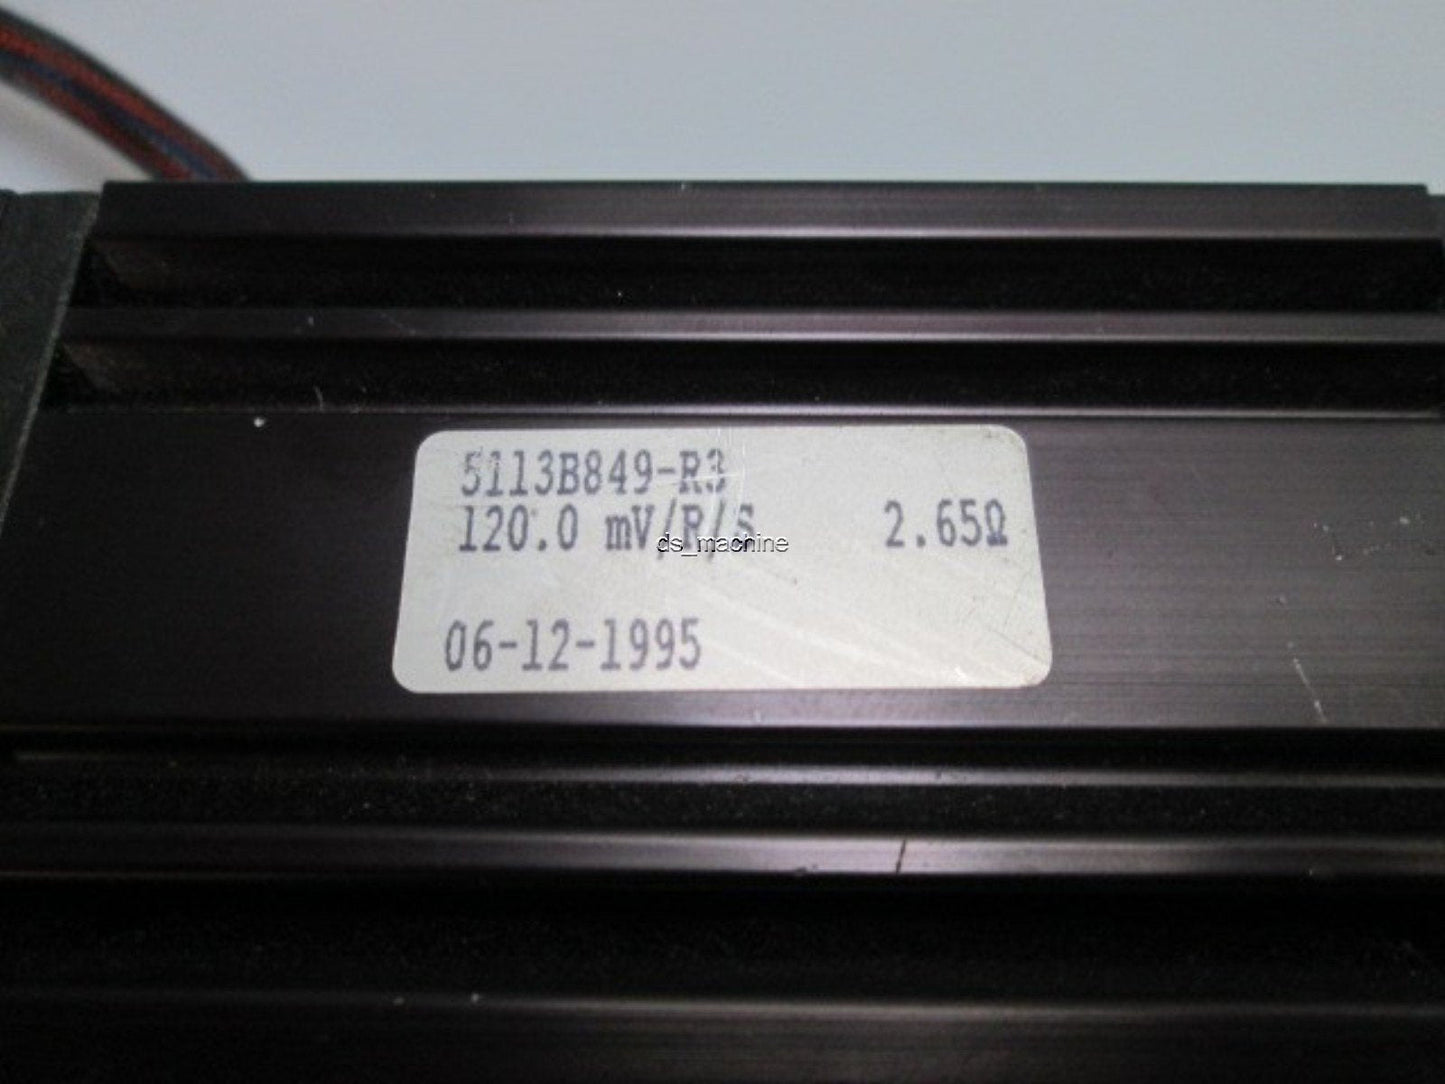 5113B849-R3
120.0 mV/R/S 2.65Ω
ds_machine
06-12-1995